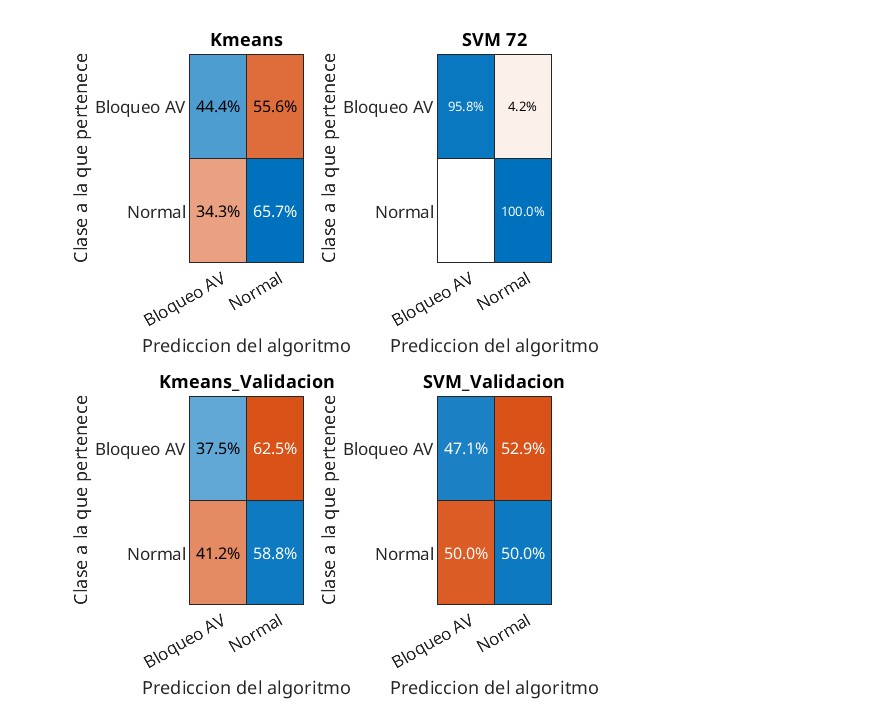 Kmeans
Clase a la que pertenece
Bloqueo AV
44.4%
55.6%
Normal
34.3%
65.7%
Bloqueo AV
Normal
Prediccion del algoritmo
SVM 72
Clase a la que pertenece
Bloqueo AV
95.8%
4.2%
Normal
100.0%
Bloqueo AV
Normal
Prediccion del algoritmo
Kmeans_Validacion
Clase a la que pertenece
Bloqueo AV
37.5%
62.5%
Normal
41.2%
58.8%
Bloqueo AV
Normal
Prediccion del algoritmo
SVM_Validacion
Clase a la que pertenece
Bloqueo AV
47.1%
52.9%
Normal
50.0%
50.0%
Bloqueo AV
Normal
Prediccion del algoritmo